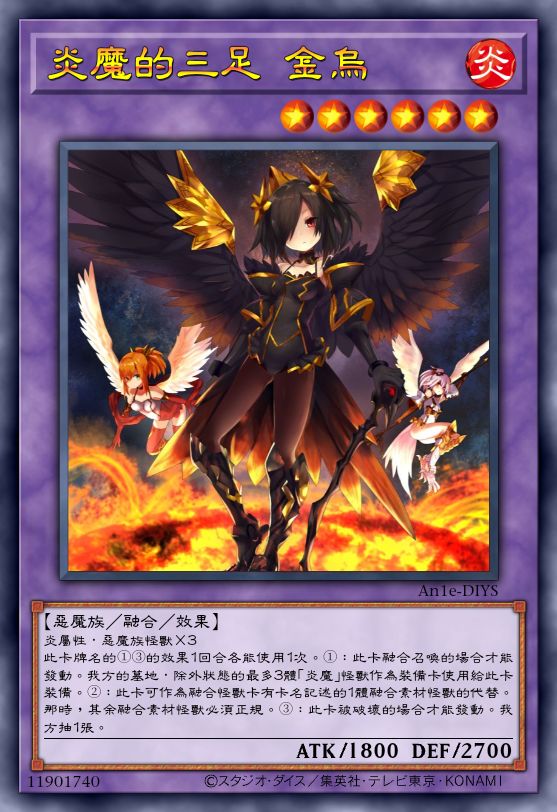 炎魔的三足 金烏
炎
An1e-DIYS
【惡魔族／融合／效果】
炎屬性・惡魔族怪獸×3
此卡牌名的①③的效果1回合各能使用1次。①：此卡融合召喚的場合才能
發動。我方的墓地・除外狀態的最多3體「炎魔」怪獸作為裝備卡使用給此卡
裝備。②：此卡可作為融合怪獸卡有卡名記述的1體融合素材怪獸的代替。
那時，其余融合素材怪獸必須正規。③：此卡被破壞的場合才能發動。我
方抽1張。
ATK/1800 DEF/2700
11901740 ©スタジオ・ダイス／集英社・テレビ東京・KONAMI